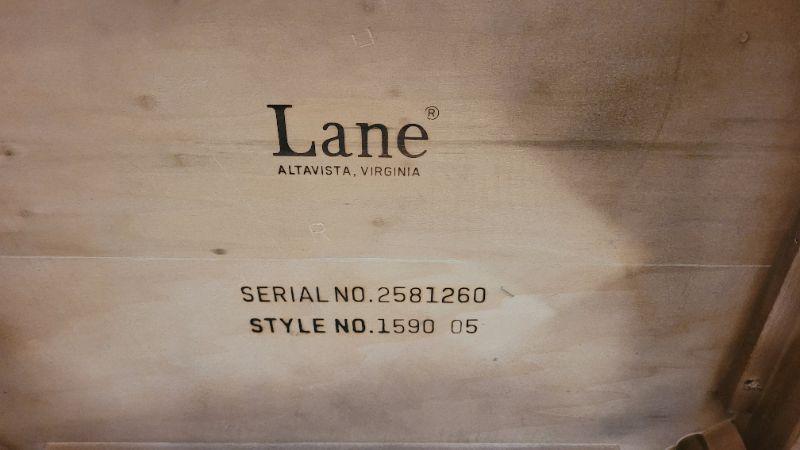 Lane®
ALTAVISTA, VIRGINIA
SERIAL NO.2581260
STYLE NO.1590 05